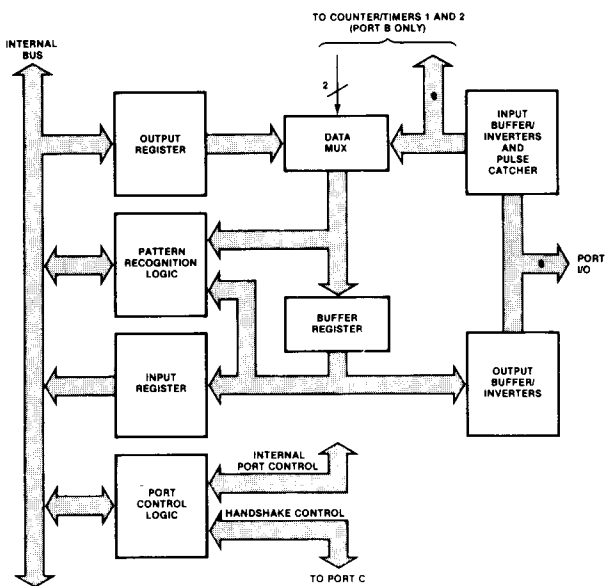 TO COUNTER/TIMERS 1 AND 2
(PORT B ONLY)
INTERNAL
BUS
2
OUTPUT
REGISTER
DATA
MUX
INPUT
BUFFER/
INVERTERS
AND
PULSE
CATCHER
PATTERN
RECOGNITION
LOGIC
PORT
I/O
BUFFER
REGISTER
INPUT
REGISTER
OUTPUT
BUFFER/
INVERTERS
INTERNAL
PORT CONTROL
PORT
CONTROL
LOGIC
HANDSHAKE CONTROL
TO PORT C